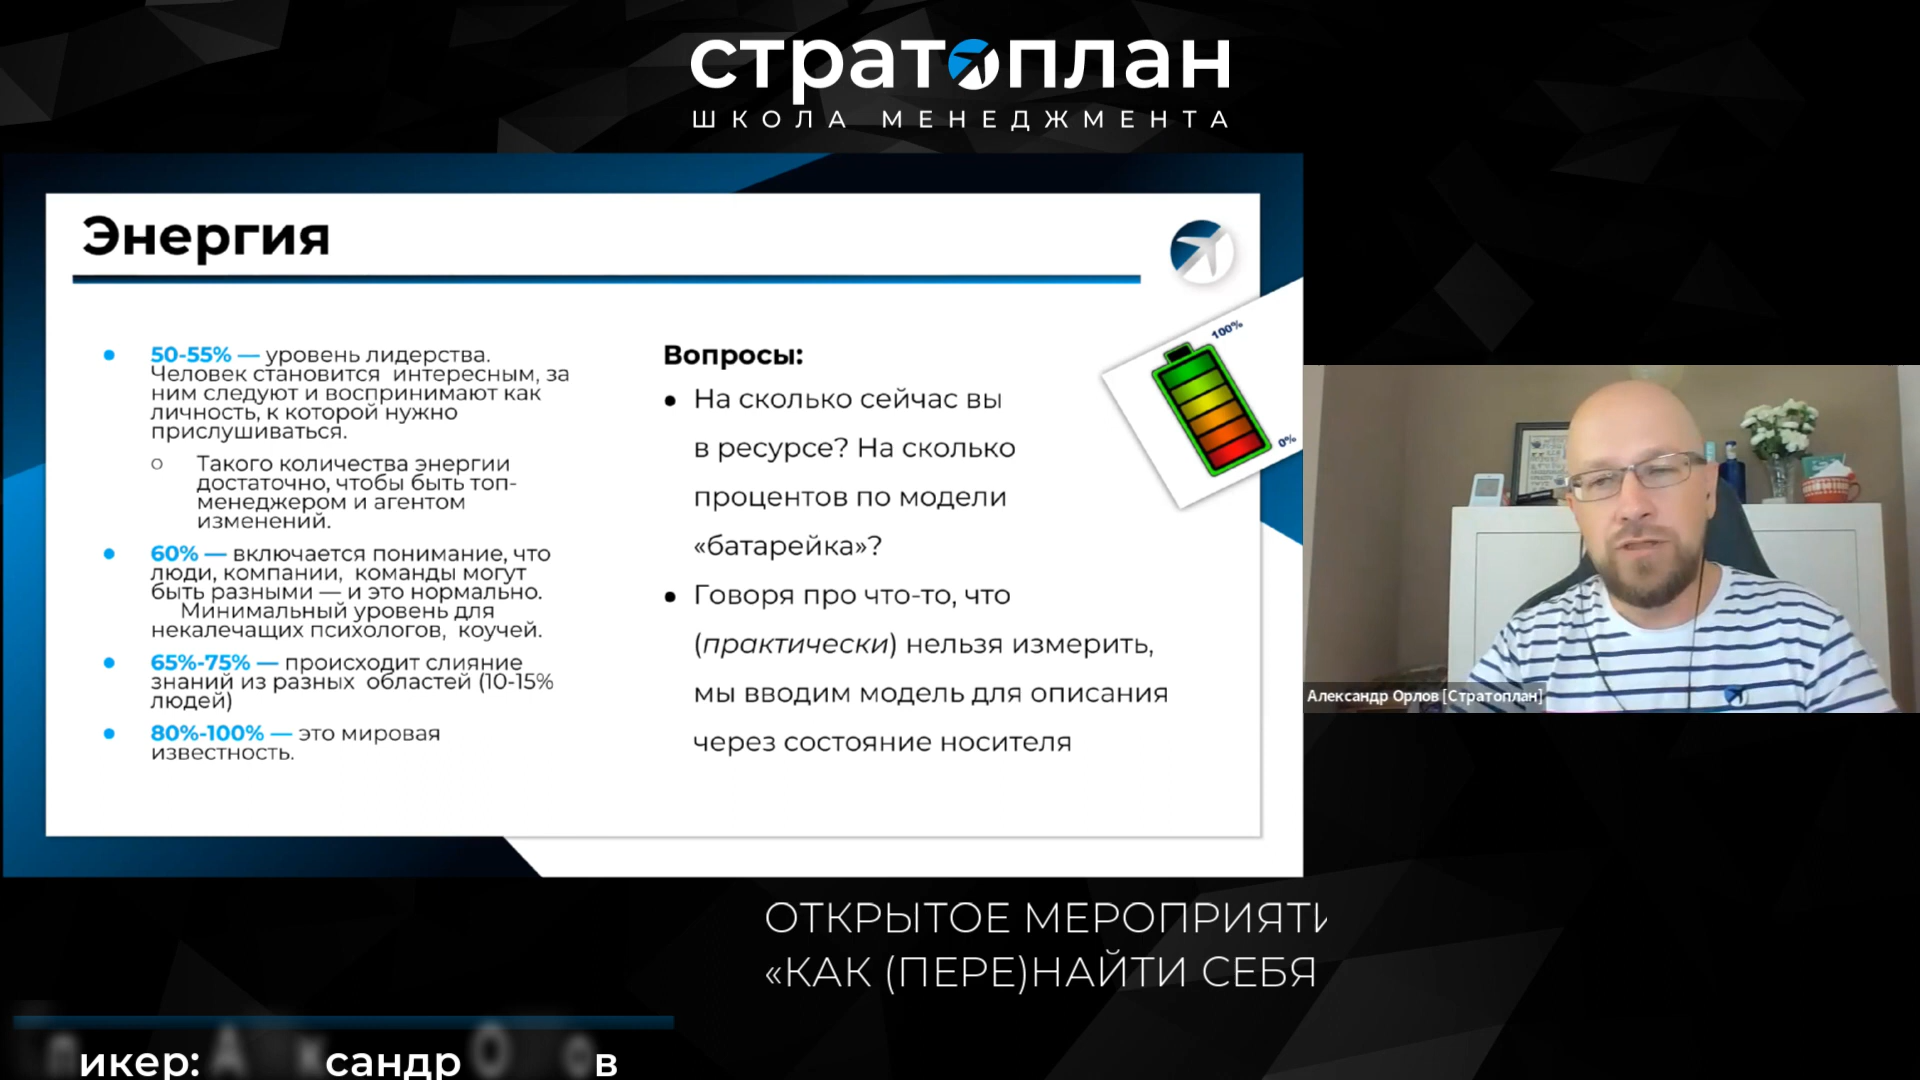 стратоплан
ШКОЛА МЕНЕДЖМЕНТА
Энергия
50-55% — уровень лидерства.
Человек становится интересным, за
ним следуют и воспринимают как
личность, к которой нужно
прислушиваться.
Такого количества энергии
достаточно, чтобы быть топ-
менеджером и агентом
изменений.
60% — включается понимание, что
люди, компании, команды могут
быть разными — и это нормально.
Минимальный уровень для
некалечащих психологов, коучей.
65%-75% — происходит слияние
знаний из разных областей (10-15%
людей)
80%-100% — это мировая
известность.
Вопросы:
На сколько сейчас вы
в ресурсе? На сколько
процентов по модели
«батарейка»?
Говоря про что-то, что
(практически) нельзя измерить,
мы вводим модель для описания
через состояние носителя
100%
0%
Александр Орлов [Стратоплан]
ОТКРЫТОЕ МЕРОПРИЯТИ
«КАК (ПЕРЕ)НАЙТИ СЕБЯ
икер: А сандр О в